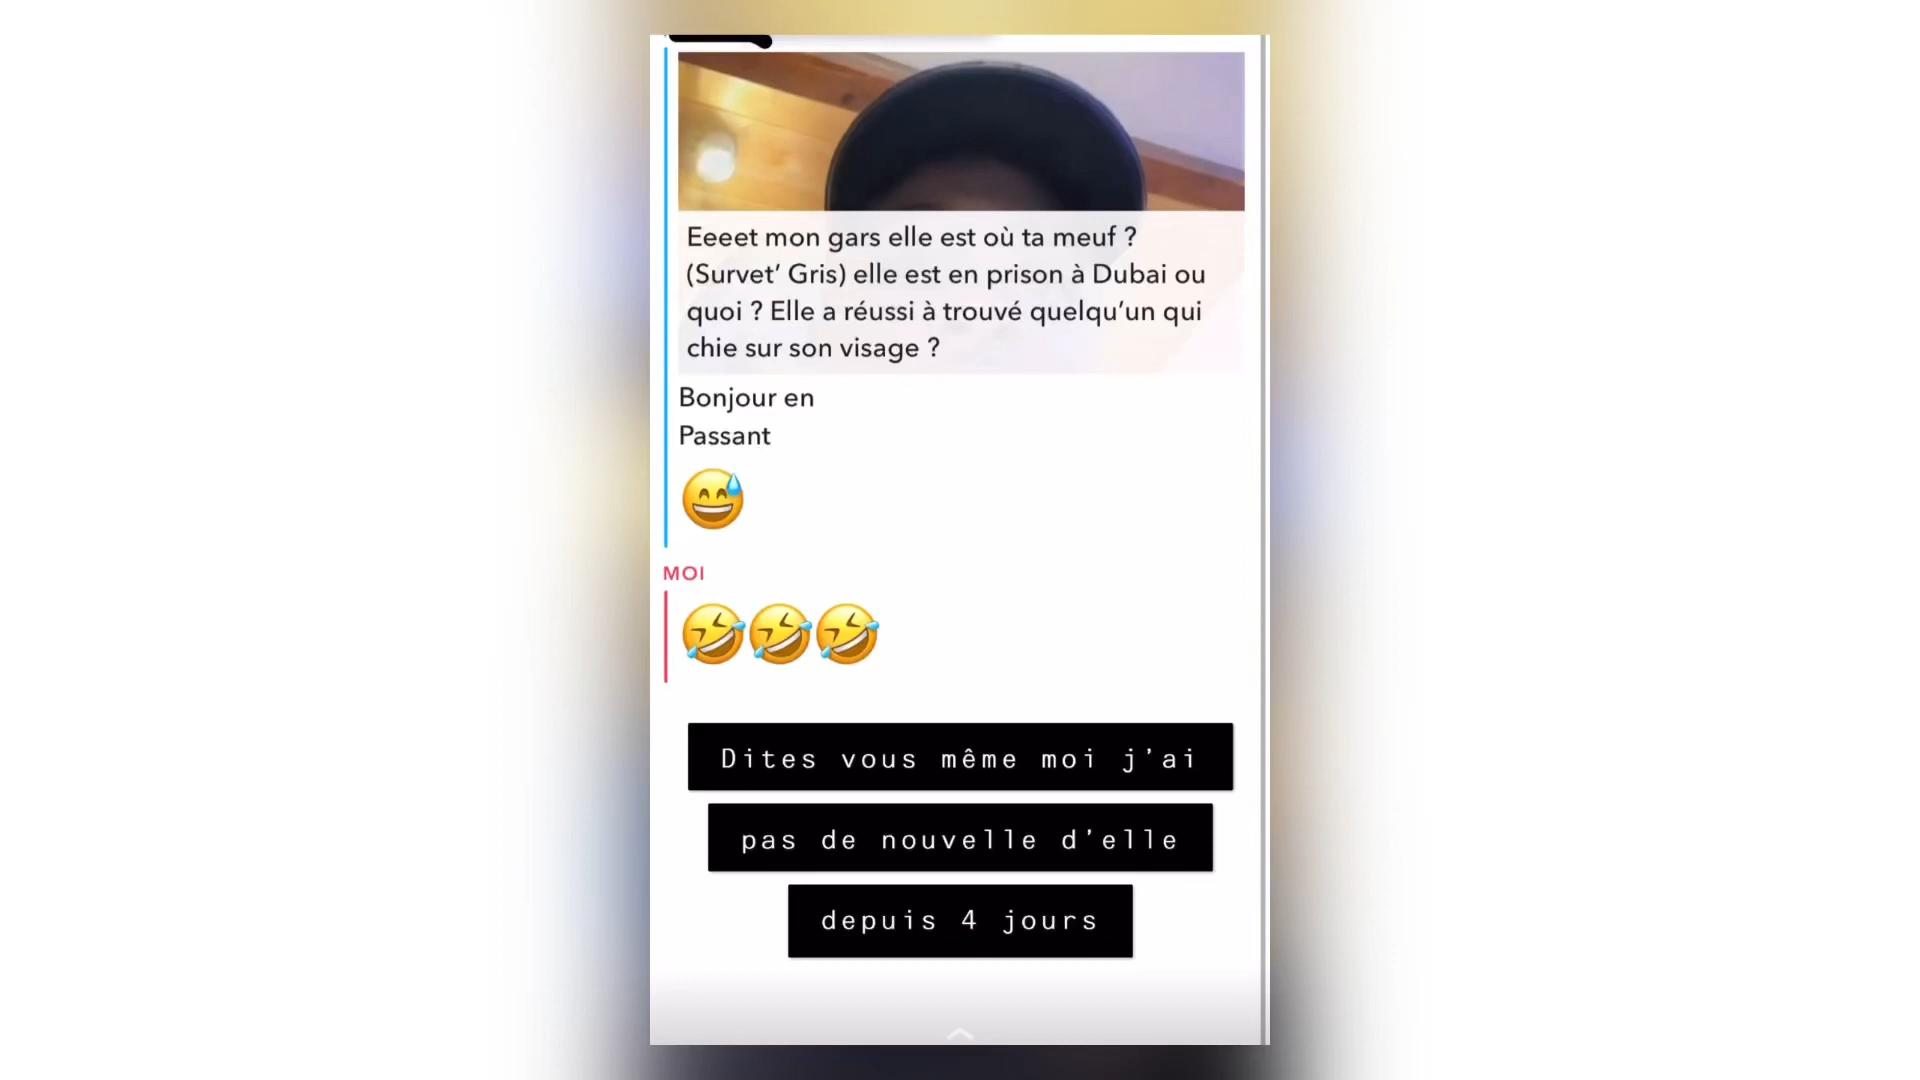 Eeeet mon gars elle est où ta meuf ?
(Survet’ Gris) elle est en prison à Dubai ou
quoi ? Elle a réussi à trouvé quelqu’un qui
chie sur son visage ?
Bonjour en
Passant
😅
MOI
🤣🤣🤣
Dites vous même moi j’ai
pas de nouvelle d’elle
depuis 4 jours